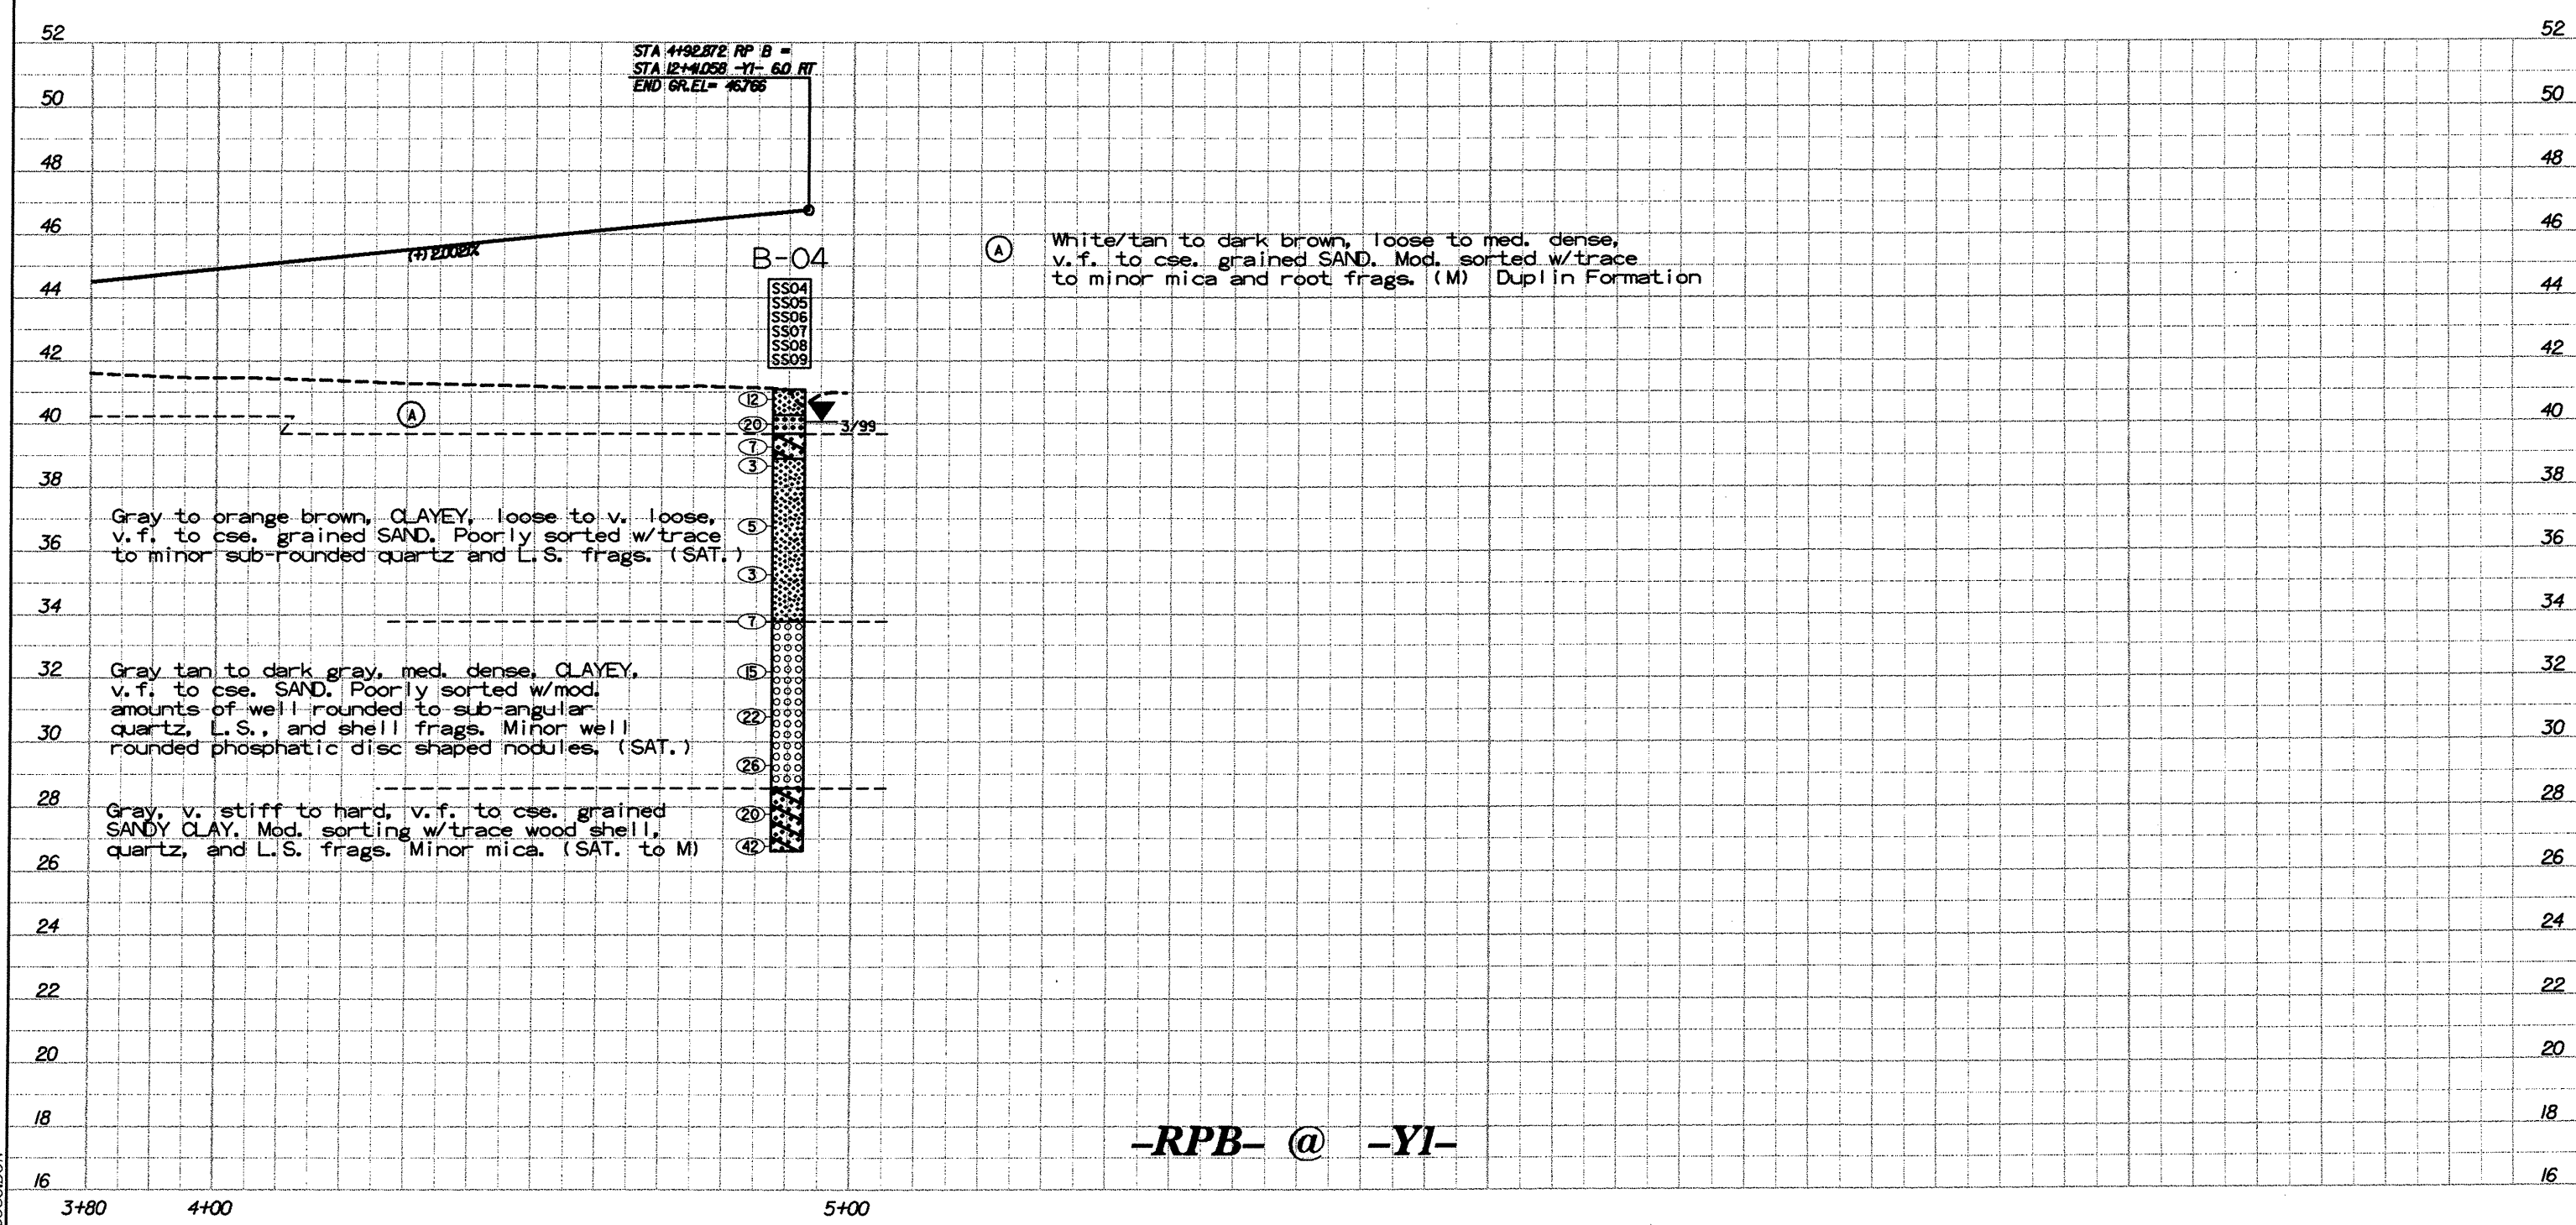 52
52
STA 4+92.872 RP B =
STA 12+41.058 -Y1- 6.0 RT
END GR.EL= 46.766
50
50
48
48
46
46
(+) 2.0021%
B-04
A
White/tan to dark brown, loose to med. dense,
v.f. to cse. grained SAND. Mod. sorted w/trace
to minor mica and root frags. (M) Duplin Formation
44
44
SS04
SS05
SS06
SS07
SS08
SS09
42
42
40
40
A
12
20
3/99
7
3
38
38
Gray to orange brown, CLAYEY, loose to v. loose,
v.f. to cse. grained SAND. Poorly sorted w/trace
to minor sub-rounded quartz and L.S. frags. (SAT.)
5
36
36
3
34
34
7
32
32
Gray tan to dark gray, med. dense, CLAYEY,
v.f. to cse. SAND. Poorly sorted w/mod.
amounts of well rounded to sub-angular
quartz, L.S., and shell frags. Minor well
rounded phosphatic disc shaped nodules. (SAT.)
15
22
30
30
26
28
28
Gray, v. stiff to hard, v.f. to cse. grained
SANDY CLAY. Mod. sorting w/trace wood shell,
quartz, and L.S. frags. Minor mica. (SAT. to M)
20
42
26
26
24
24
22
22
20
20
18
18
-RPB- @ -Y1-
16
16
3+80
4+00
5+00